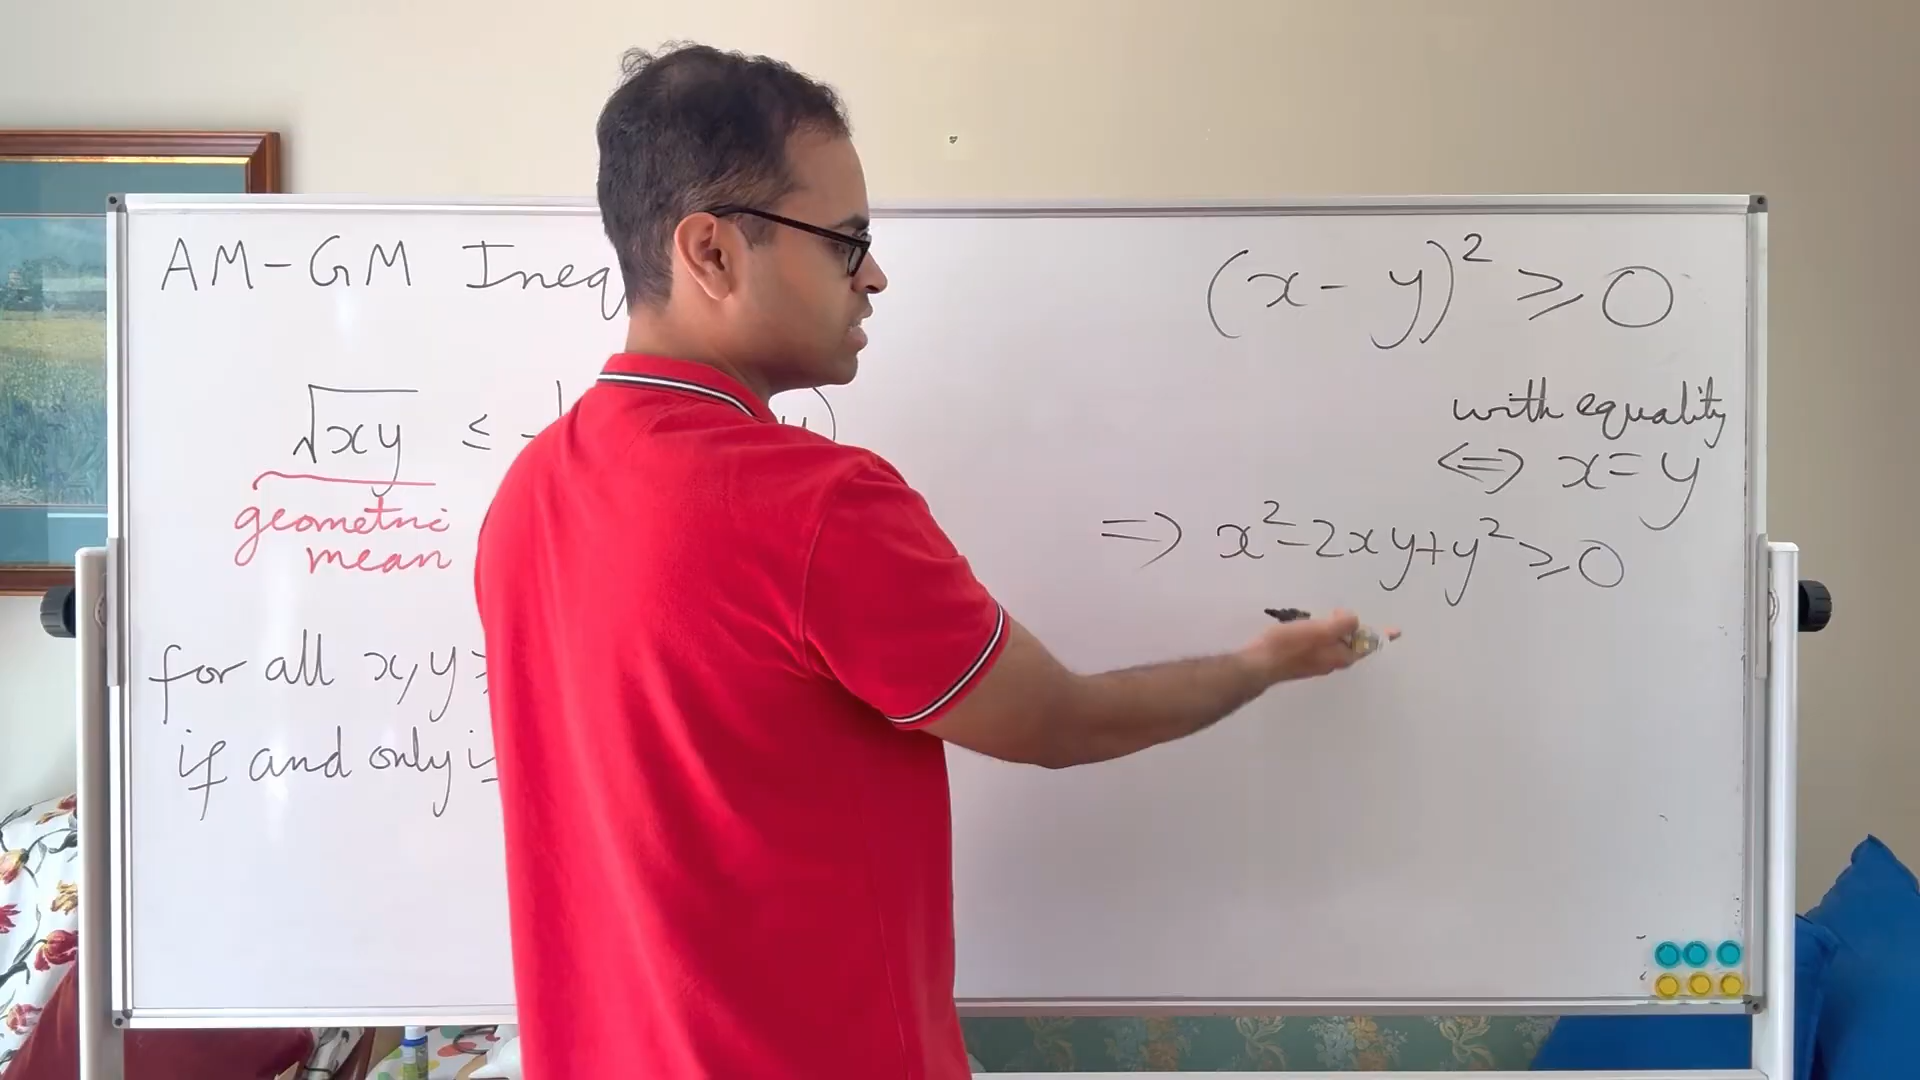 AM-GM Ineq
√xy ≤
y)
geometric
mean
for all x, y ≥
if and only if
(x - y)² ≥ 0
with equality
⟺ x = y
⟹ x² - 2xy + y² ≥ 0